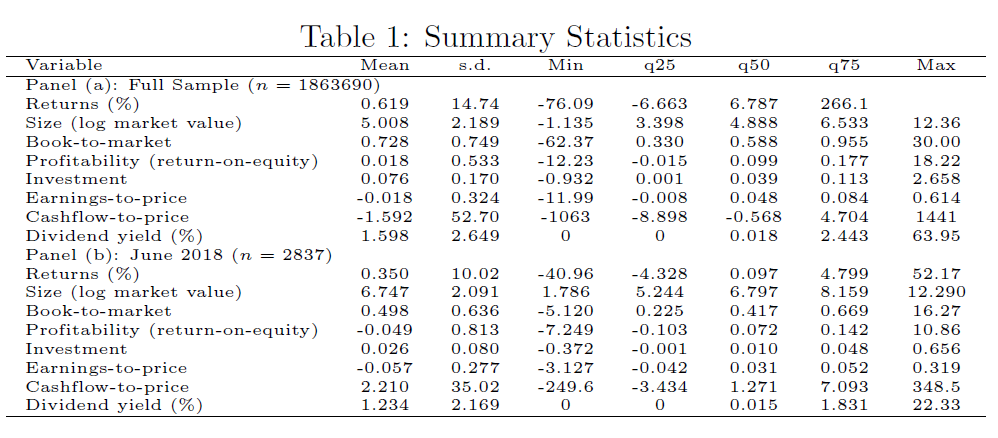 Table 1: Summary Statistics
Variable Mean s.d. Min q25 q50 q75 Max
Panel (a): Full Sample (n = 1863690)
Returns (%) 0.619 14.74 -76.09 -6.663 6.787 266.1
Size (log market value) 5.008 2.189 -1.135 3.398 4.888 6.533 12.36
Book-to-market 0.728 0.749 -62.37 0.330 0.588 0.955 30.00
Profitability (return-on-equity) 0.018 0.533 -12.23 -0.015 0.099 0.177 18.22
Investment 0.076 0.170 -0.932 0.001 0.039 0.113 2.658
Earnings-to-price -0.018 0.324 -11.99 -0.008 0.048 0.084 0.614
Cashflow-to-price -1.592 52.70 -1063 -8.898 -0.568 4.704 1441
Dividend yield (%) 1.598 2.649 0 0 0.018 2.443 63.95
Panel (b): June 2018 (n = 2837)
Returns (%) 0.350 10.02 -40.96 -4.328 0.097 4.799 52.17
Size (log market value) 6.747 2.091 1.786 5.244 6.797 8.159 12.290
Book-to-market 0.498 0.636 -5.120 0.225 0.417 0.669 16.27
Profitability (return-on-equity) -0.049 0.813 -7.249 -0.103 0.072 0.142 10.86
Investment 0.026 0.080 -0.372 -0.001 0.010 0.048 0.656
Earnings-to-price -0.057 0.277 -3.127 -0.042 0.031 0.052 0.319
Cashflow-to-price 2.210 35.02 -249.6 -3.434 1.271 7.093 348.5
Dividend yield (%) 1.234 2.169 0 0 0.015 1.831 22.33